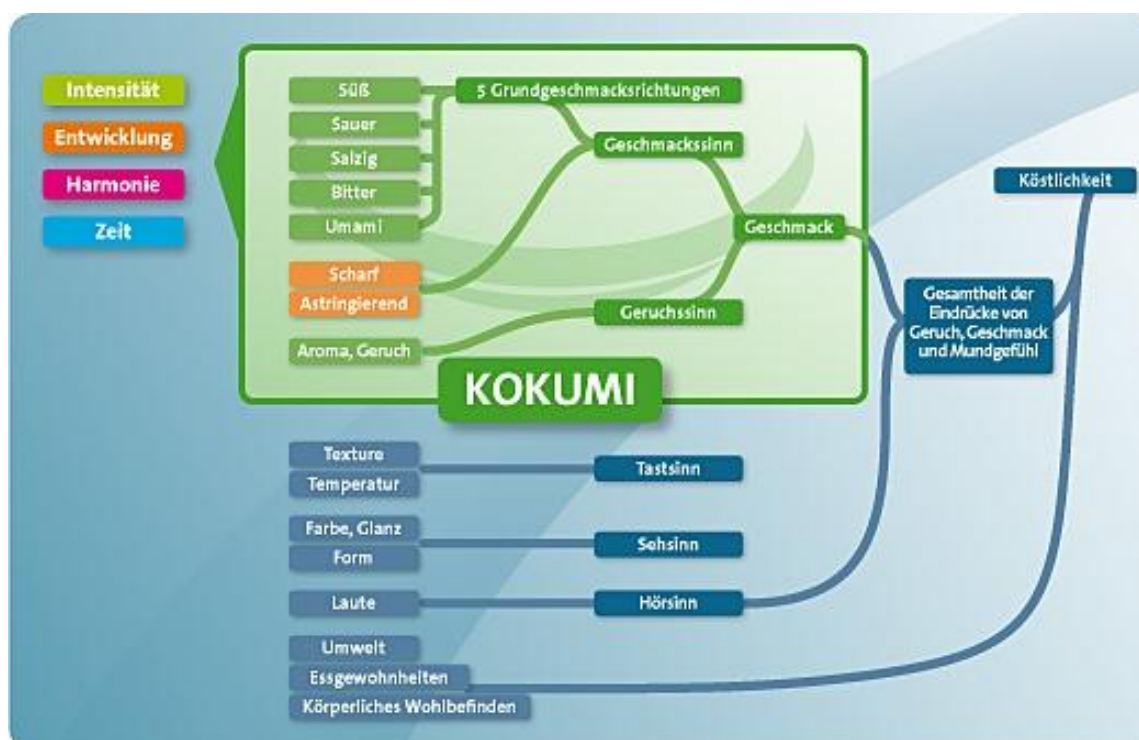 Intensität
Entwicklung
Harmonie
Zeit
Süß
Sauer
Salzig
Bitter
Umami
Scharf
Astringierend
Aroma, Geruch
5 Grundgeschmacksrichtungen
Geschmackssinn
Geruchssinn
Geschmack
KOKUMI
Köstlichkeit
Gesamtheit der
Eindrücke von
Geruch, Geschmack
und Mundgefühl
Texture
Temperatur
Tastsinn
Farbe, Glanz
Form
Sehsinn
Laute
Hörsinn
Umwelt
Essgewohnheiten
Körperliches Wohlbefinden